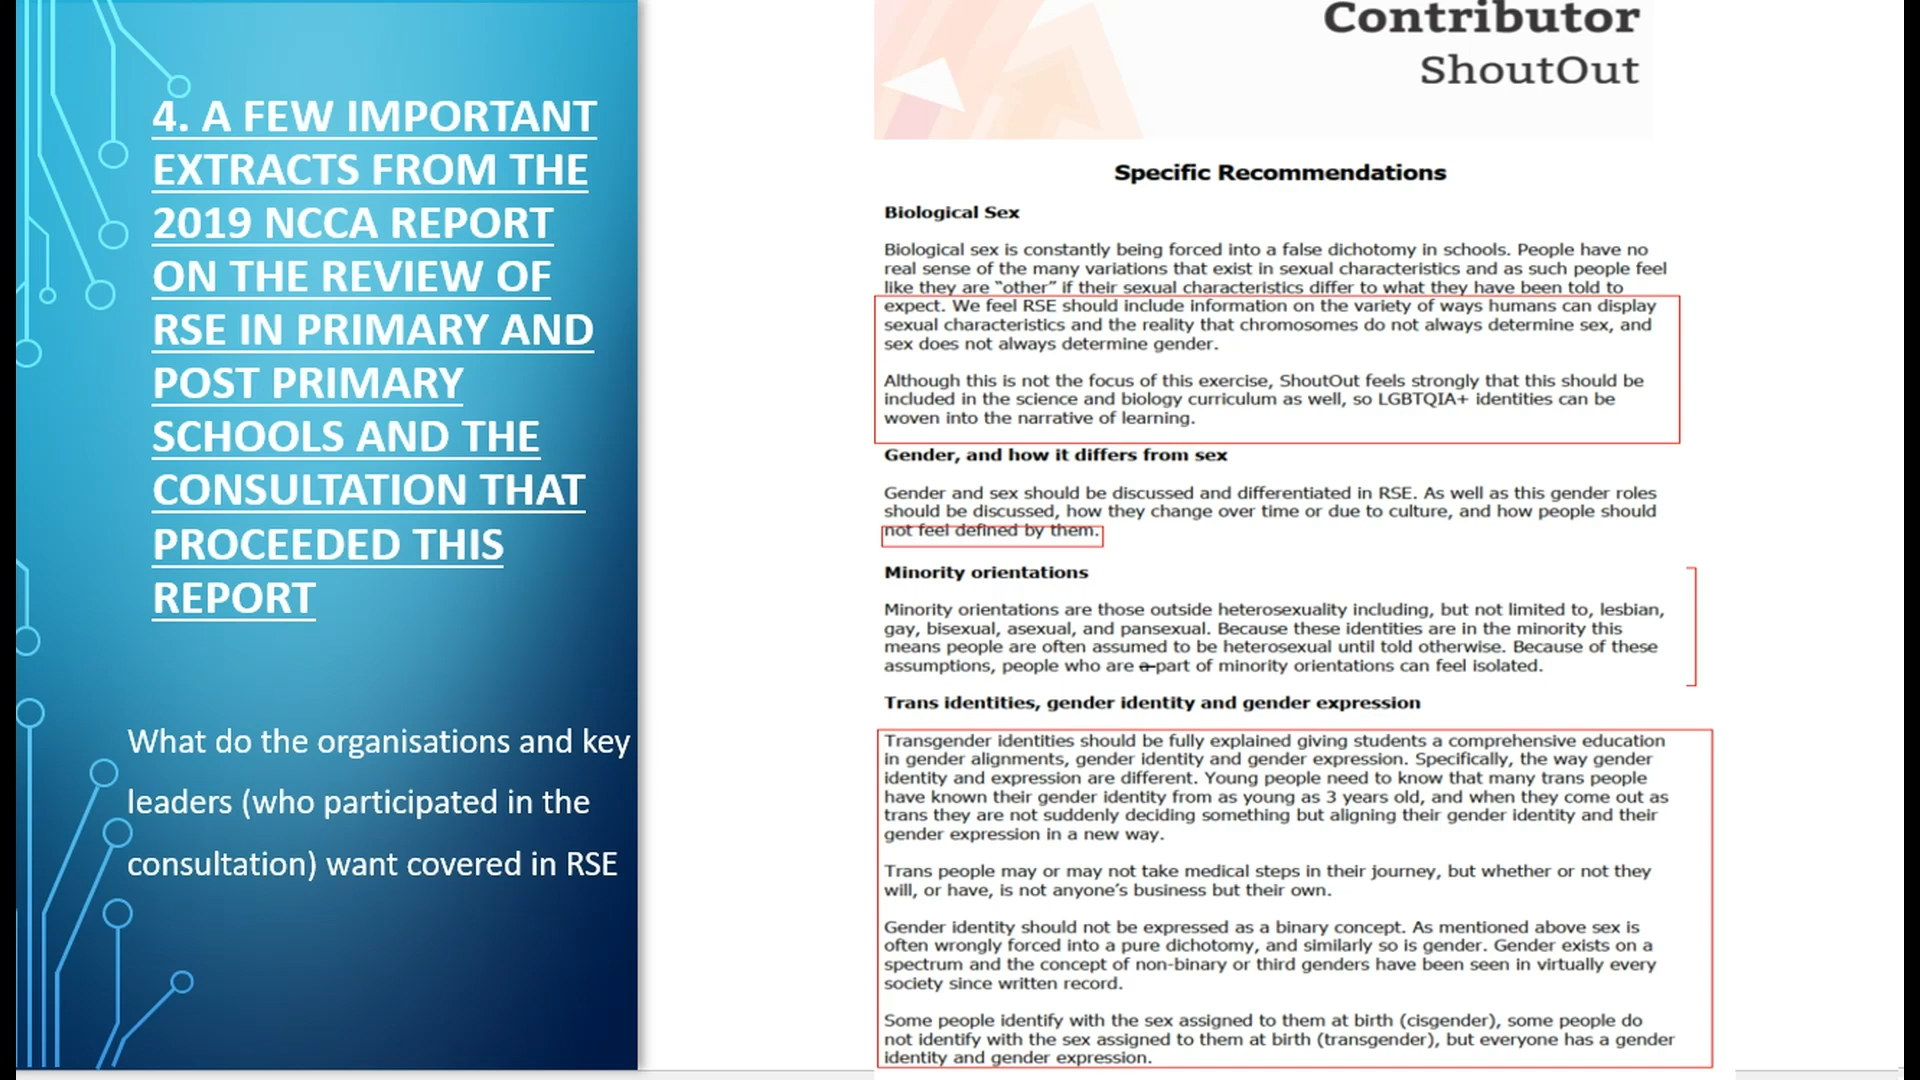 4. A FEW IMPORTANT
EXTRACTS FROM THE
2019 NCCA REPORT
ON THE REVIEW OF
RSE IN PRIMARY AND
POST PRIMARY
SCHOOLS AND THE
CONSULTATION THAT
PROCEEDED THIS
REPORT
What do the organisations and key
leaders (who participated in the
consultation) want covered in RSE
Contributor
ShoutOut
Specific Recommendations
Biological Sex
Biological sex is constantly being forced into a false dichotomy in schools. People have no
real sense of the many variations that exist in sexual characteristics and as such people feel
like they are “other” if their sexual characteristics differ to what they have been told to
expect. We feel RSE should include information on the variety of ways humans can display
sexual characteristics and the reality that chromosomes do not always determine sex, and
sex does not always determine gender.
Although this is not the focus of this exercise, ShoutOut feels strongly that this should be
included in the science and biology curriculum as well, so LGBTQIA+ identities can be
woven into the narrative of learning.
Gender, and how it differs from sex
Gender and sex should be discussed and differentiated in RSE. As well as this gender roles
should be discussed, how they change over time or due to culture, and how people should
not feel defined by them.
Minority orientations
Minority orientations are those outside heterosexuality including, but not limited to, lesbian,
gay, bisexual, asexual, and pansexual. Because these identities are in the minority this
means people are often assumed to be heterosexual until told otherwise. Because of these
assumptions, people who are a part of minority orientations can feel isolated.
Trans identities, gender identity and gender expression
Transgender identities should be fully explained giving students a comprehensive education
in gender alignments, gender identity and gender expression. Specifically, the way gender
identity and expression are different. Young people need to know that many trans people
have known their gender identity from as young as 3 years old, and when they come out as
trans they are not suddenly deciding something but aligning their gender identity and their
gender expression in a new way.
Trans people may or may not take medical steps in their journey, but whether or not they
will, or have, is not anyone’s business but their own.
Gender identity should not be expressed as a binary concept. As mentioned above sex is
often wrongly forced into a pure dichotomy, and similarly so is gender. Gender exists on a
spectrum and the concept of non-binary or third genders have been seen in virtually every
society since written record.
Some people identify with the sex assigned to them at birth (cisgender), some people do
not identify with the sex assigned to them at birth (transgender), but everyone has a gender
identity and gender expression.